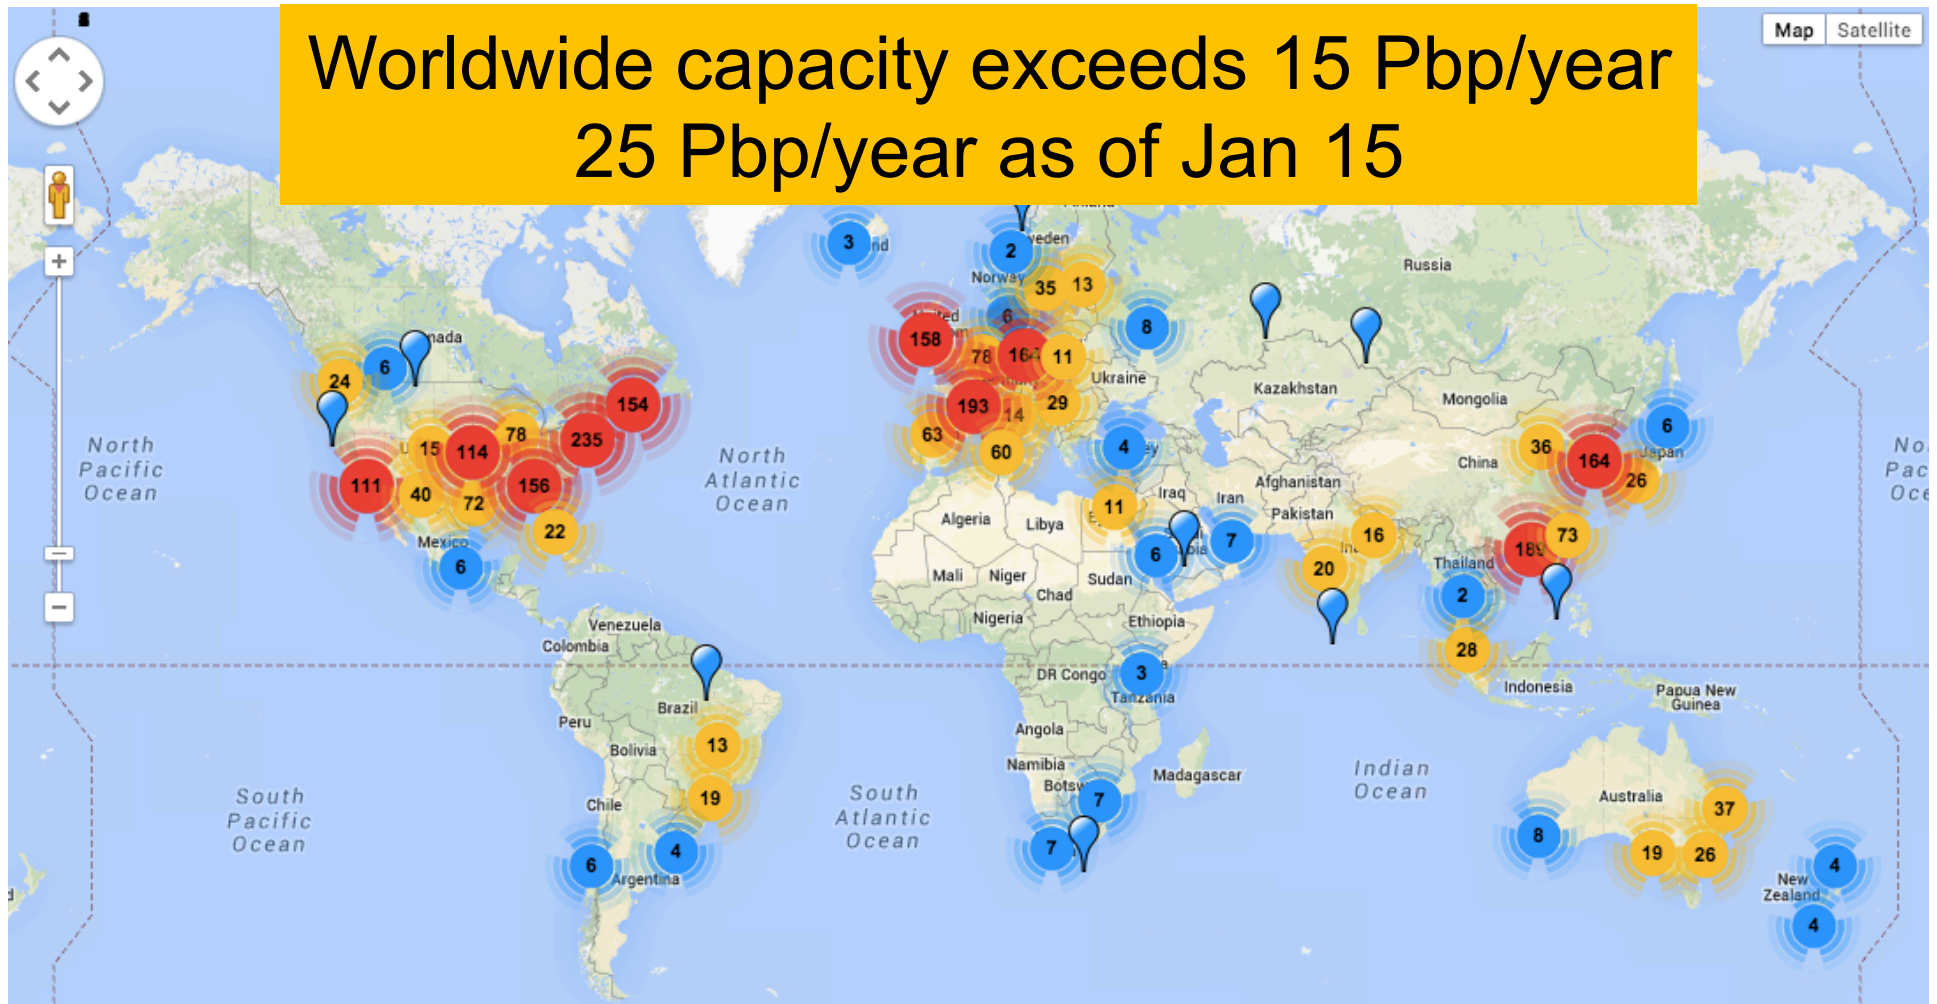 Worldwide capacity exceeds 15 Pbp/year
25 Pbp/year as of Jan 15
Map
Satellite
3
2
Norway
35
13
Russia
158
6
78
11
8
Ukraine
Kazakhstan
Mongolia
24
6
154
235
78
15
114
111
40
72
156
22
Mexico
6
North
Pacific
Ocean
North
Atlantic
Ocean
193
14
29
63
60
4
11
Iraq
Iran
Afghanistan
Pakistan
China
36
164
26
6
Japan
Algeria
Libya
6
7
16
20
73
Thailand
2
28
Mali
Niger
Chad
Sudan
Nigeria
Ethiopia
DR Congo
3
Tanzania
Indonesia
Papua New
Guinea
Venezuela
Colombia
Brazil
Peru
Bolivia
13
19
Chile
6
4
Argentina
Angola
Namibia
7
7
Madagascar
South
Pacific
Ocean
South
Atlantic
Ocean
Indian
Ocean
Australia
8
37
19
26
4
New
Zealand
4